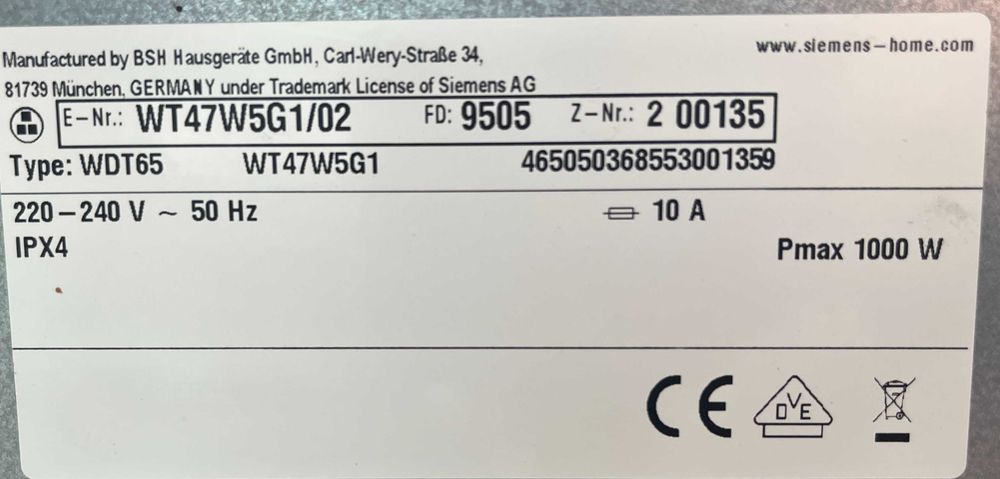 Manufactured by BSH Hausgeräte GmbH, Carl-Wery-Straße 34,
81739 München, GERMANY under Trademark License of Siemens AG
www.siemens-home.com
E-Nr.: WT47W5G1/02 FD: 9505 Z-Nr.: 2 00135
Type: WDT65 WT47W5G1 465050368553001359
220-240 V ~ 50 Hz 10 A
IPX4 Pmax 1000 W
CE DVE